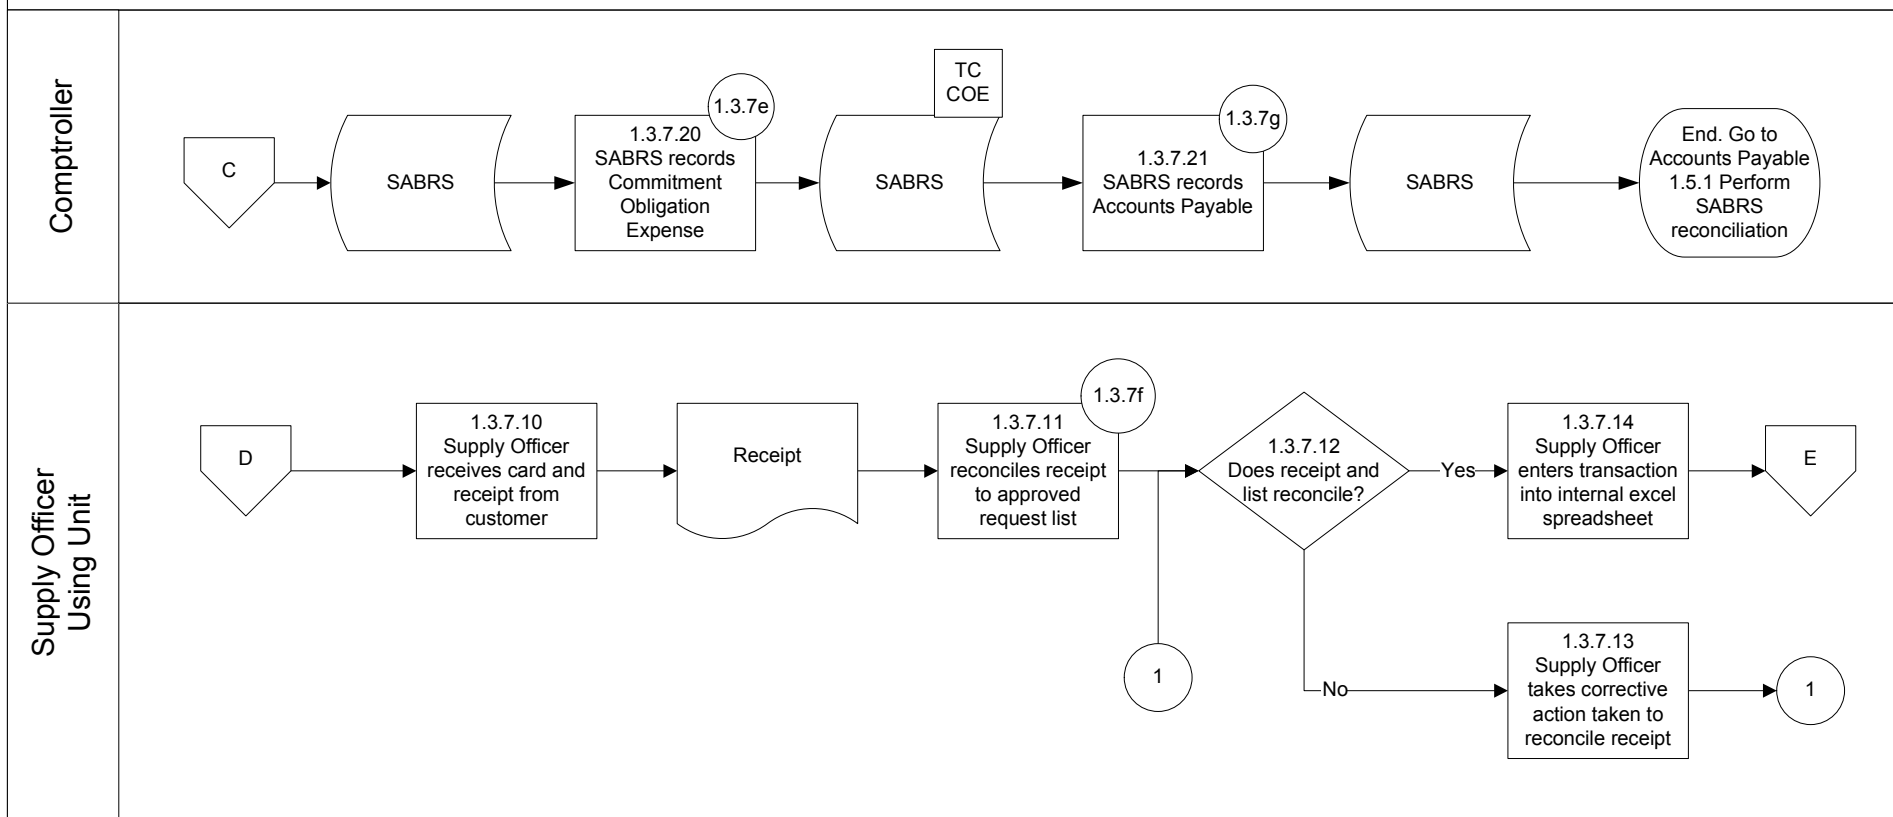 Comptroller
C
SABRS
1.3.7.20
SABRS records
Commitment
Obligation
Expense
1.3.7e
SABRS
TC
COE
1.3.7.21
SABRS records
Accounts Payable
1.3.7g
SABRS
End. Go to
Accounts Payable
1.5.1 Perform
SABRS
reconciliation
Supply Officer
Using Unit
D
1.3.7.10
Supply Officer
receives card and
receipt from
customer
Receipt
1.3.7.11
Supply Officer
reconciles receipt
to approved
request list
1.3.7f
1
1.3.7.12
Does receipt and
list reconcile?
Yes
1.3.7.14
Supply Officer
enters transaction
into internal excel
spreadsheet
E
No
1.3.7.13
Supply Officer
takes corrective
action taken to
reconcile receipt
1